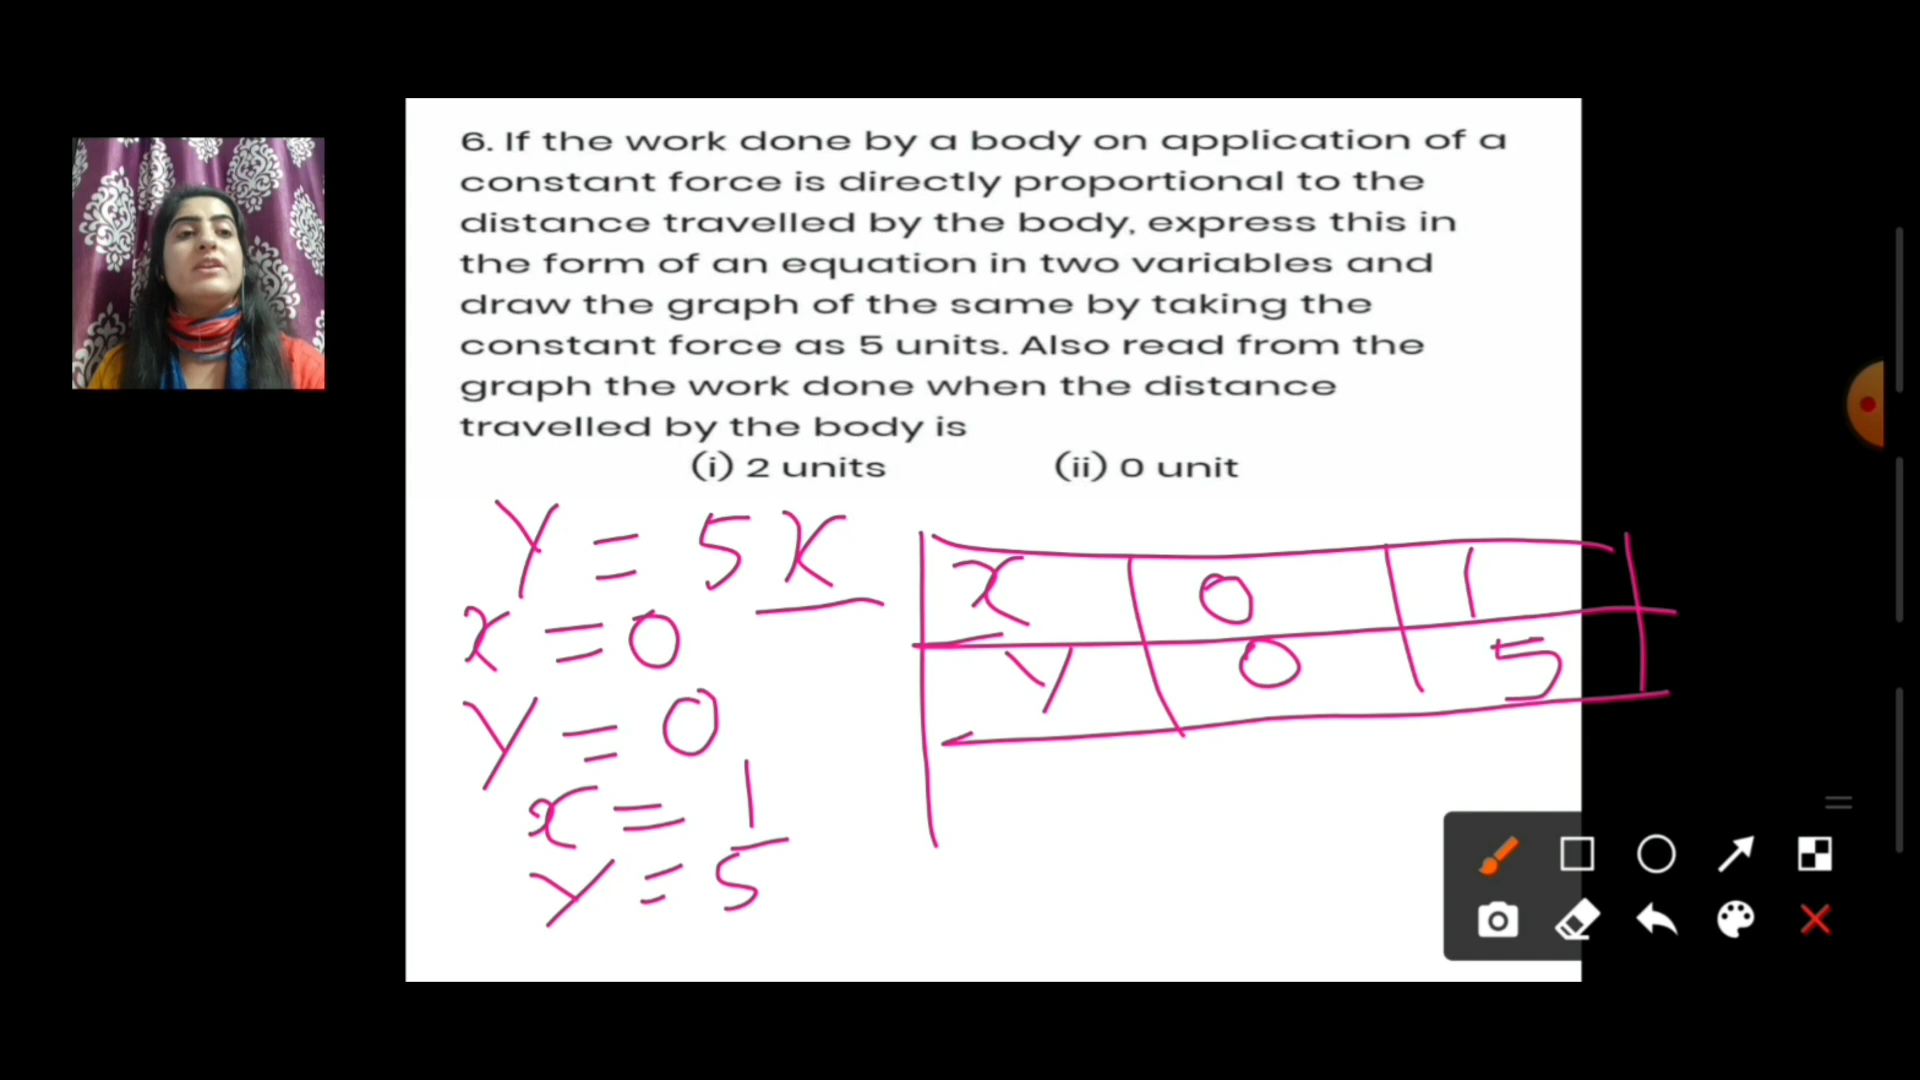 6. If the work done by a body on application of a
constant force is directly proportional to the
distance travelled by the body, express this in
the form of an equation in two variables and
draw the graph of the same by taking the
constant force as 5 units. Also read from the
graph the work done when the distance
travelled by the body is
(i) 2 units (ii) 0 unit
Y = 5x
x = 0
y = 0
x = 1
y = 5
x 0 1
y 0 5